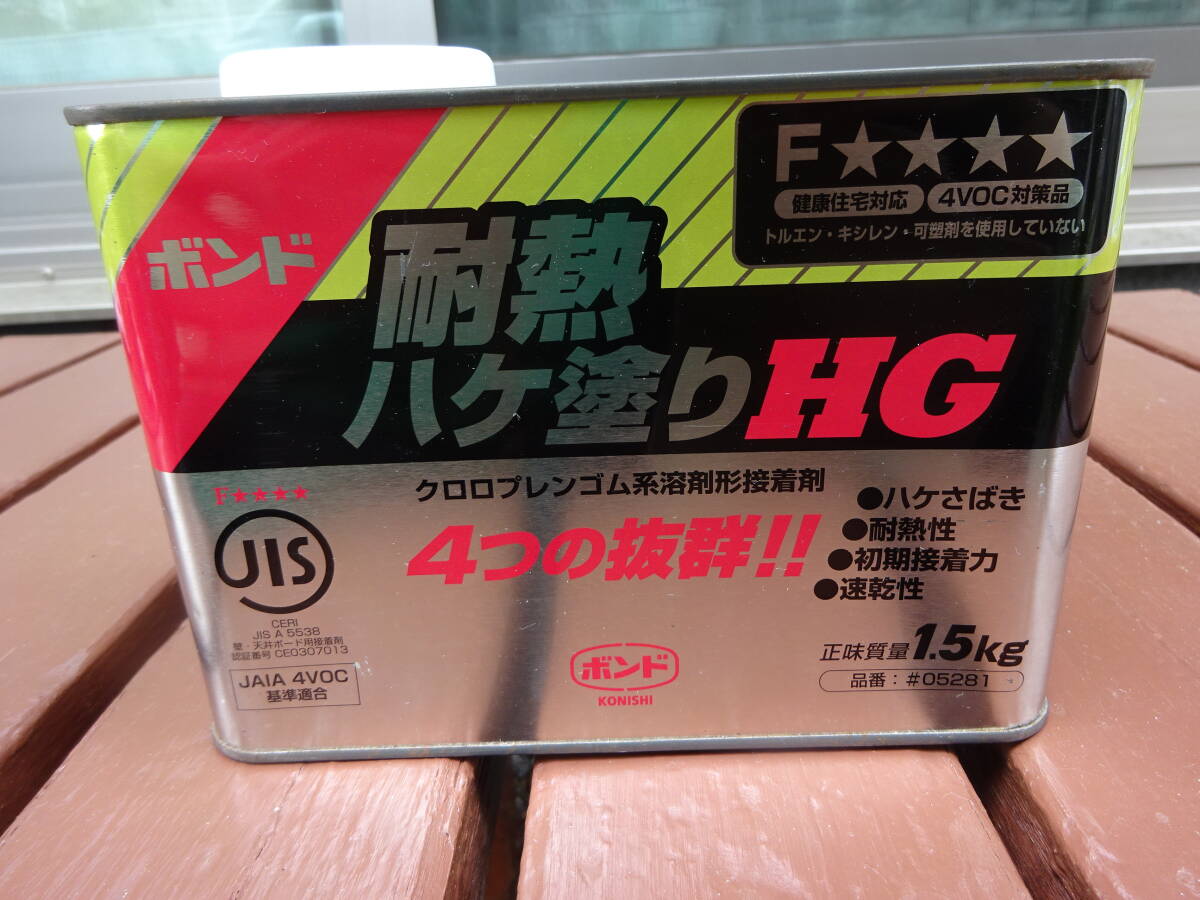 F★★★★
健康住宅対応 4VOC対策品
トルエン・キシレン・可塑剤を使用していない
ボンド
耐熱
ハケ塗りHG
クロロプレンゴム系溶剤形接着剤
4つの抜群!!
●ハケさばき
●耐熱性
●初期接着力
●速乾性
F★★★★
JIS
CERI
JIS A 5538
壁・天井ボード用接着剤
認証番号 CE0307013
JAIA 4VOC
基準適合
ボンド
KONISHI
正味質量 1.5kg
品番：#05281